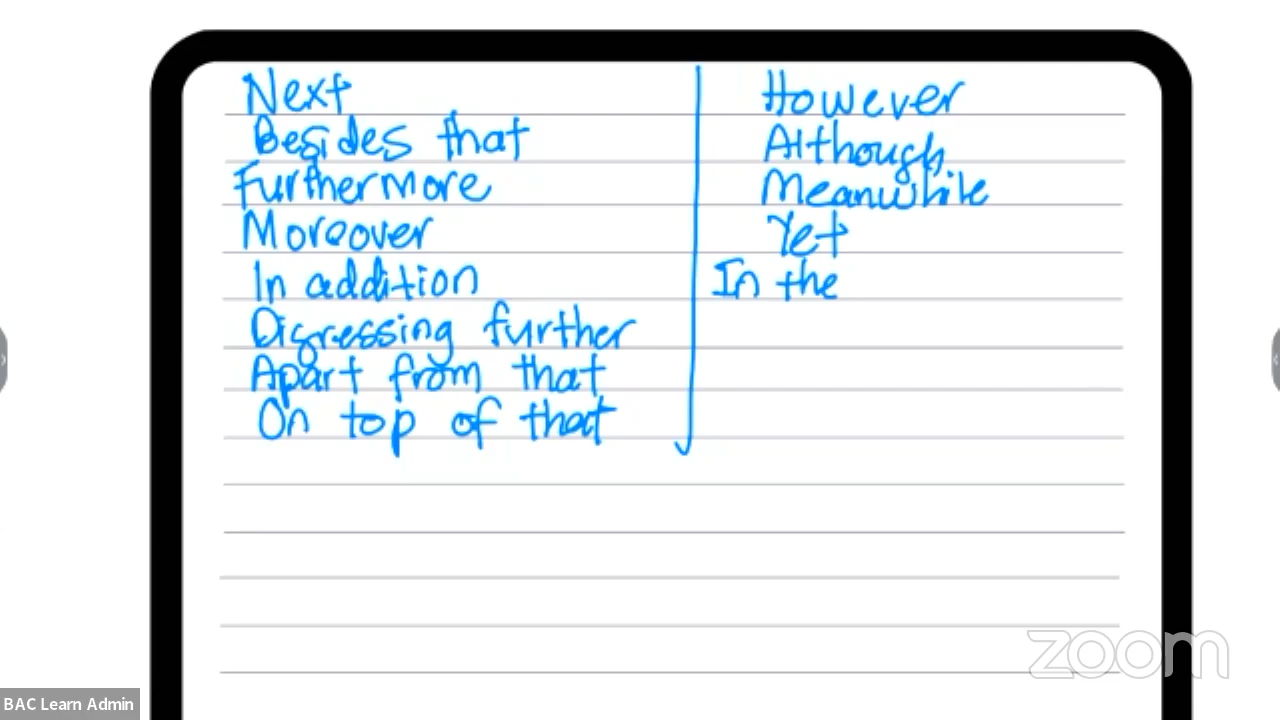 Next
Besides that
Furthermore
Moreover
In addition
Digressing further
Apart from that
On top of that
However
Although
Meanwhile
Yet
In the
zoom
BAC Learn Admin